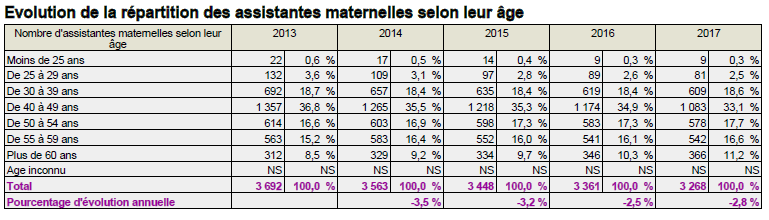 Evolution de la répartition des assistantes maternelles selon leur âge
Nombre d'assistantes maternelles selon leur âge 2013 2014 2015 2016 2017
Moins de 25 ans 22 0,6 % 17 0,5 % 14 0,4 % 9 0,3 % 9 0,3 %
De 25 à 29 ans 132 3,6 % 109 3,1 % 97 2,8 % 89 2,6 % 81 2,5 %
De 30 à 39 ans 692 18,7 % 657 18,4 % 635 18,4 % 619 18,4 % 609 18,6 %
De 40 à 49 ans 1 357 36,8 % 1 265 35,5 % 1 218 35,3 % 1 174 34,9 % 1 083 33,1 %
De 50 à 54 ans 614 16,6 % 603 16,9 % 598 17,3 % 583 17,3 % 578 17,7 %
De 55 à 59 ans 563 15,2 % 583 16,4 % 552 16,0 % 541 16,1 % 542 16,6 %
Plus de 60 ans 312 8,5 % 329 9,2 % 334 9,7 % 346 10,3 % 366 11,2 %
Age inconnu NS NS NS NS NS NS NS NS NS NS
Total 3 692 100,0 % 3 563 100,0 % 3 448 100,0 % 3 361 100,0 % 3 268 100,0 %
Pourcentage d'évolution annuelle -3,5 % -3,2 % -2,5 % -2,8 %